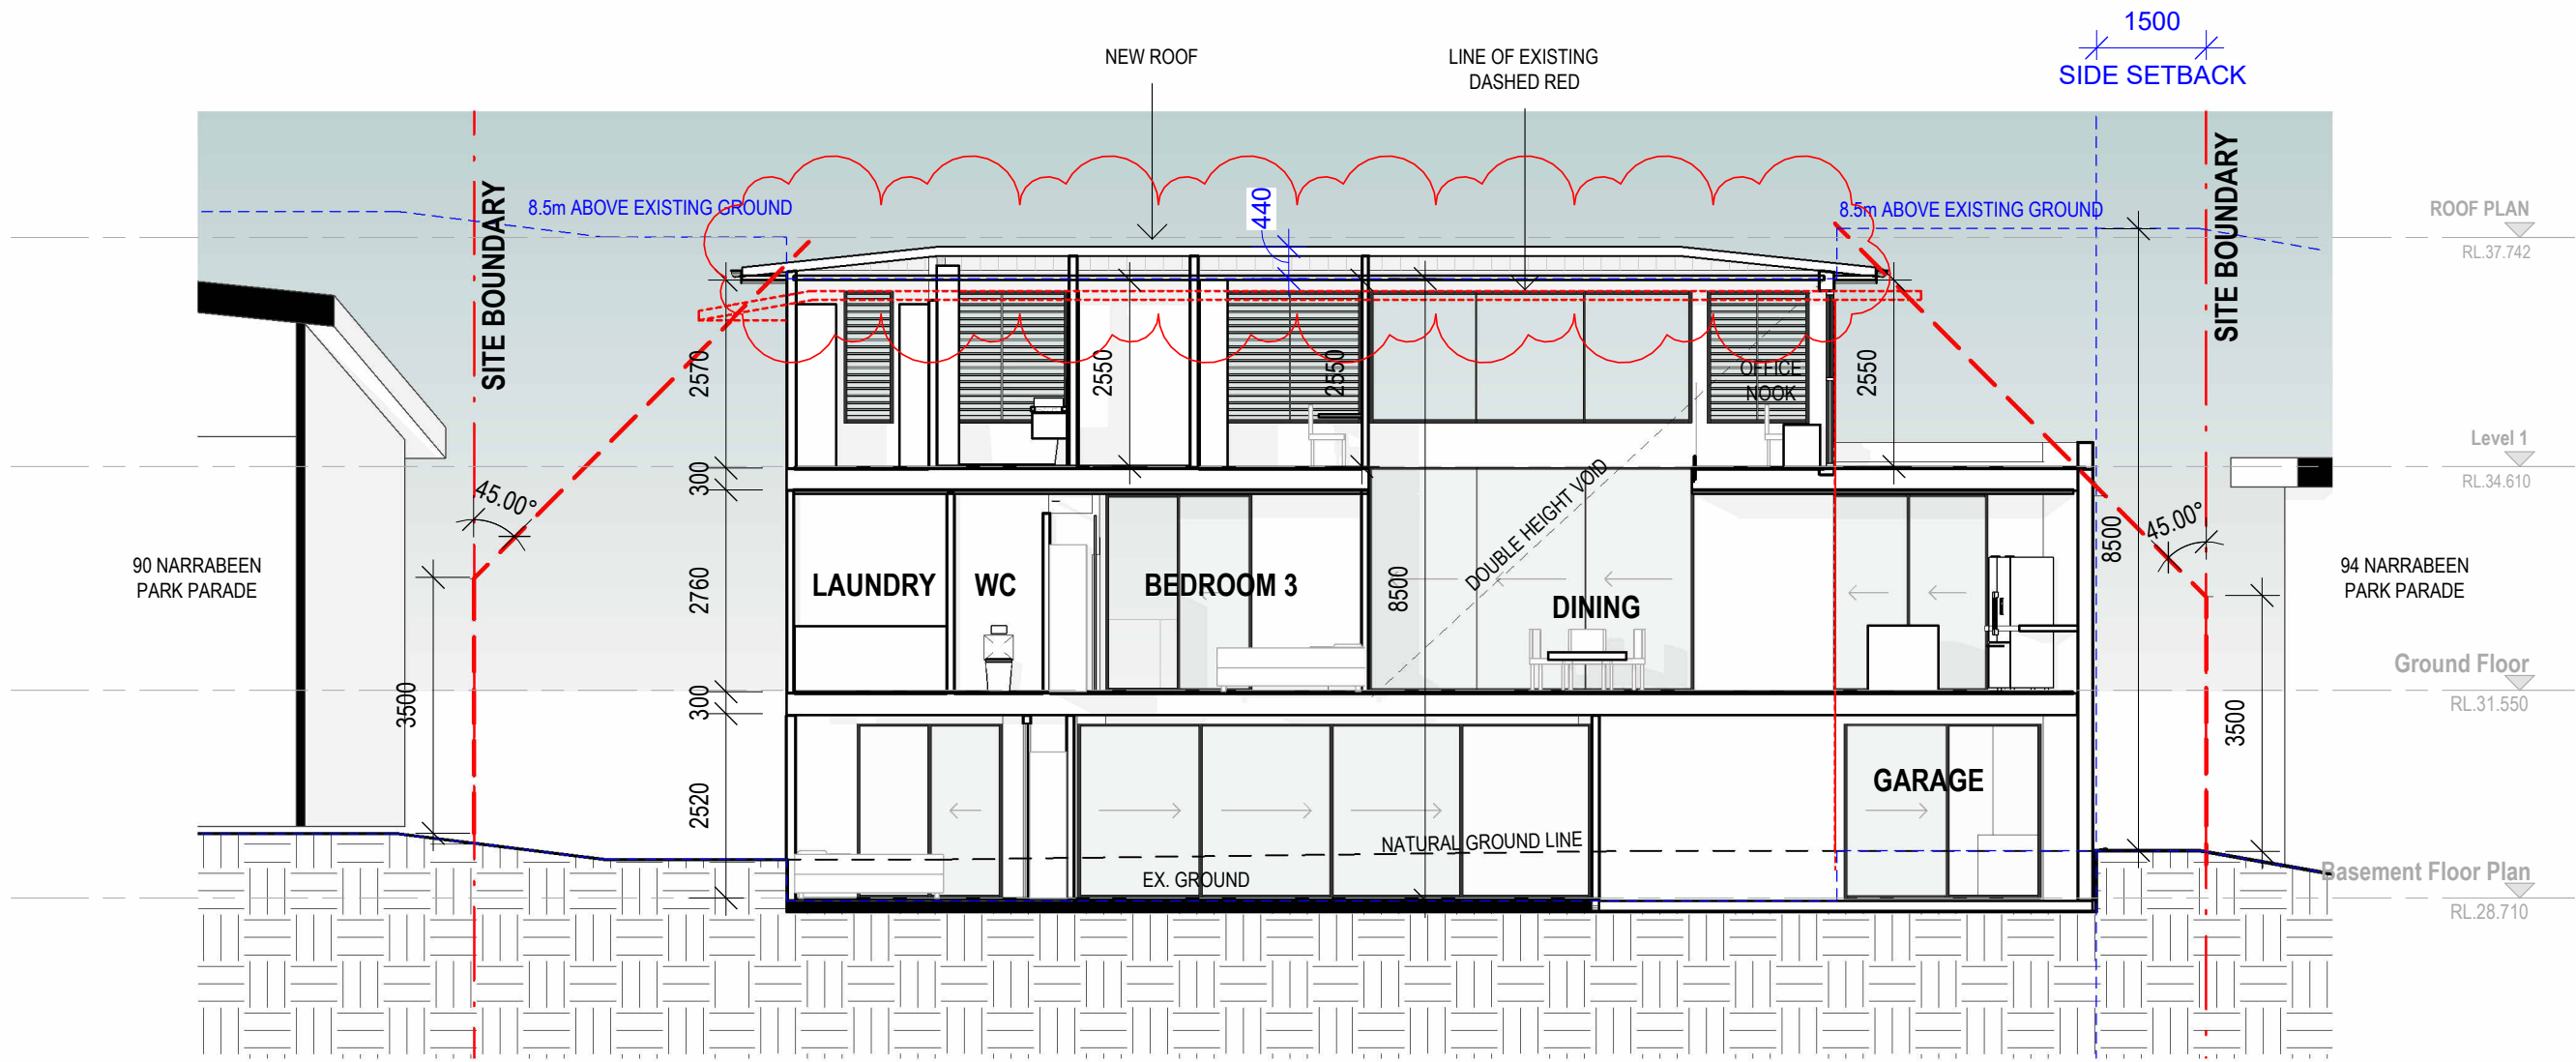 1500
SIDE SETBACK
NEW ROOF
LINE OF EXISTING
DASHED RED
SITE BOUNDARY
8.5m ABOVE EXISTING GROUND
440
8.5m ABOVE EXISTING GROUND
SITE BOUNDARY
ROOF PLAN
RL.37.742
2570
2550
2550
OFFICE
NOOK
2550
Level 1
RL.34.610
300
45.00°
DOUBLE HEIGHT VOID
8500
45.00°
90 NARRABEEN
PARK PARADE
2760
LAUNDRY
WC
BEDROOM 3
8500
DINING
94 NARRABEEN
PARK PARADE
Ground Floor
RL.31.550
3500
300
3500
2520
GARAGE
NATURAL GROUND LINE
EX. GROUND
Basement Floor Plan
RL.28.710